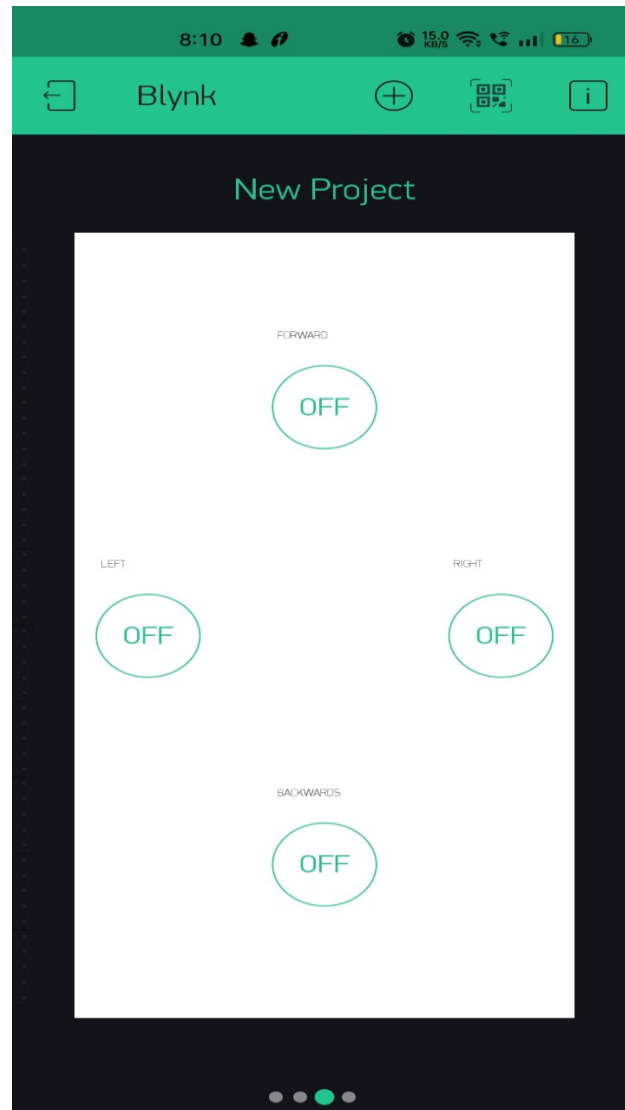 8:10 15.0 KB/S 16
Blynk i
New Project
FORWARD
OFF
LEFT RIGHT
OFF OFF
BACKWARDS
OFF